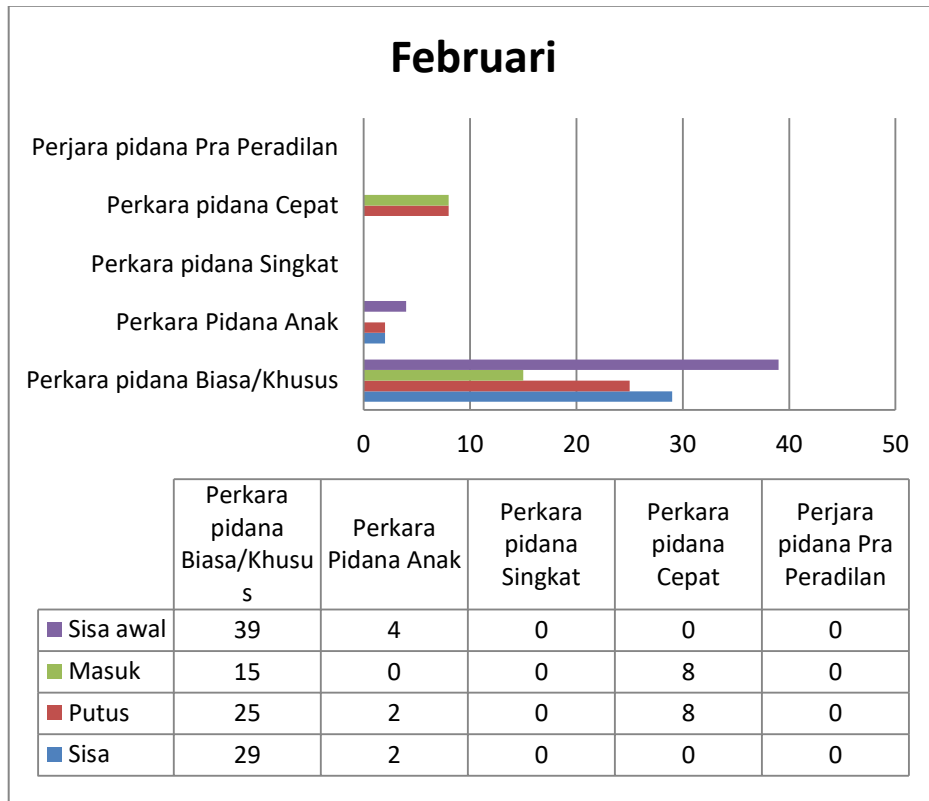 Februari
Perjara pidana Pra Peradilan
Perkara pidana Cepat
Perkara pidana Singkat
Perkara Pidana Anak
Perkara pidana Biasa/Khusus
0 10 20 30 40 50
Perkara
pidana
Biasa/Khusu
s
Perkara
Pidana Anak
Perkara
pidana
Singkat
Perkara
pidana
Cepat
Perjara
pidana Pra
Peradilan
Sisa awal 39 4 0 0 0
Masuk 15 0 0 8 0
Putus 25 2 0 8 0
Sisa 29 2 0 0 0